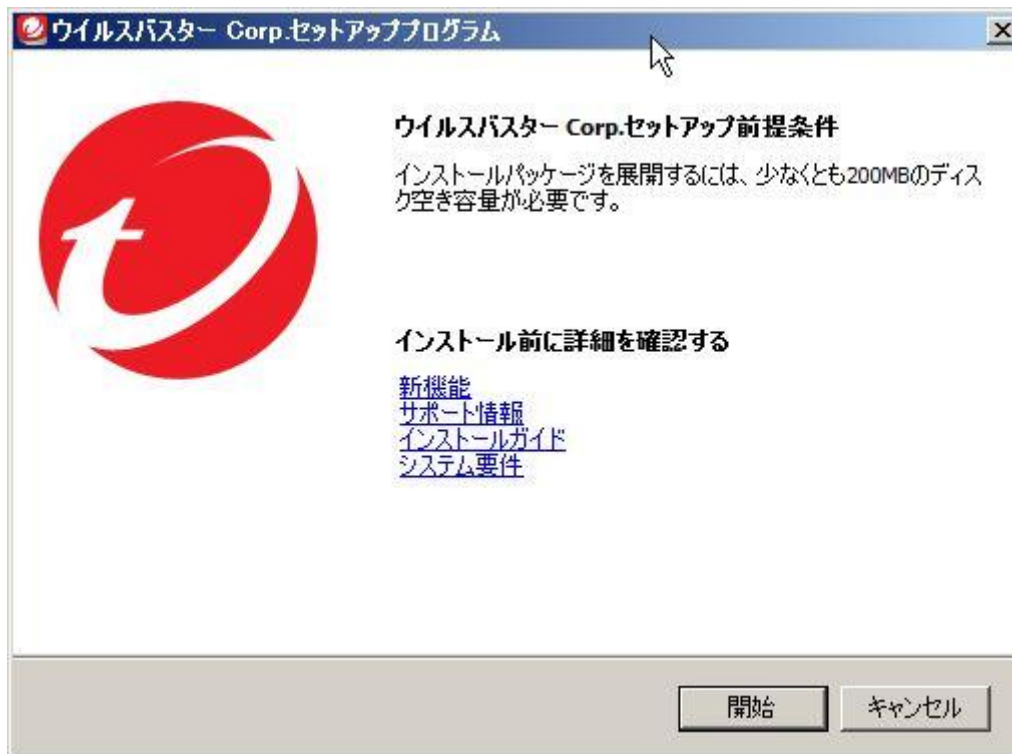 ウイルスバスター Corp.セットアッププログラム
ウイルスバスター Corp.セットアップ前提条件
インストールパッケージを展開するには、少なくとも200MBのディス
ク空き容量が必要です。
インストール前に詳細を確認する
新機能
サポート情報
インストールガイド
システム要件
開始
キャンセル